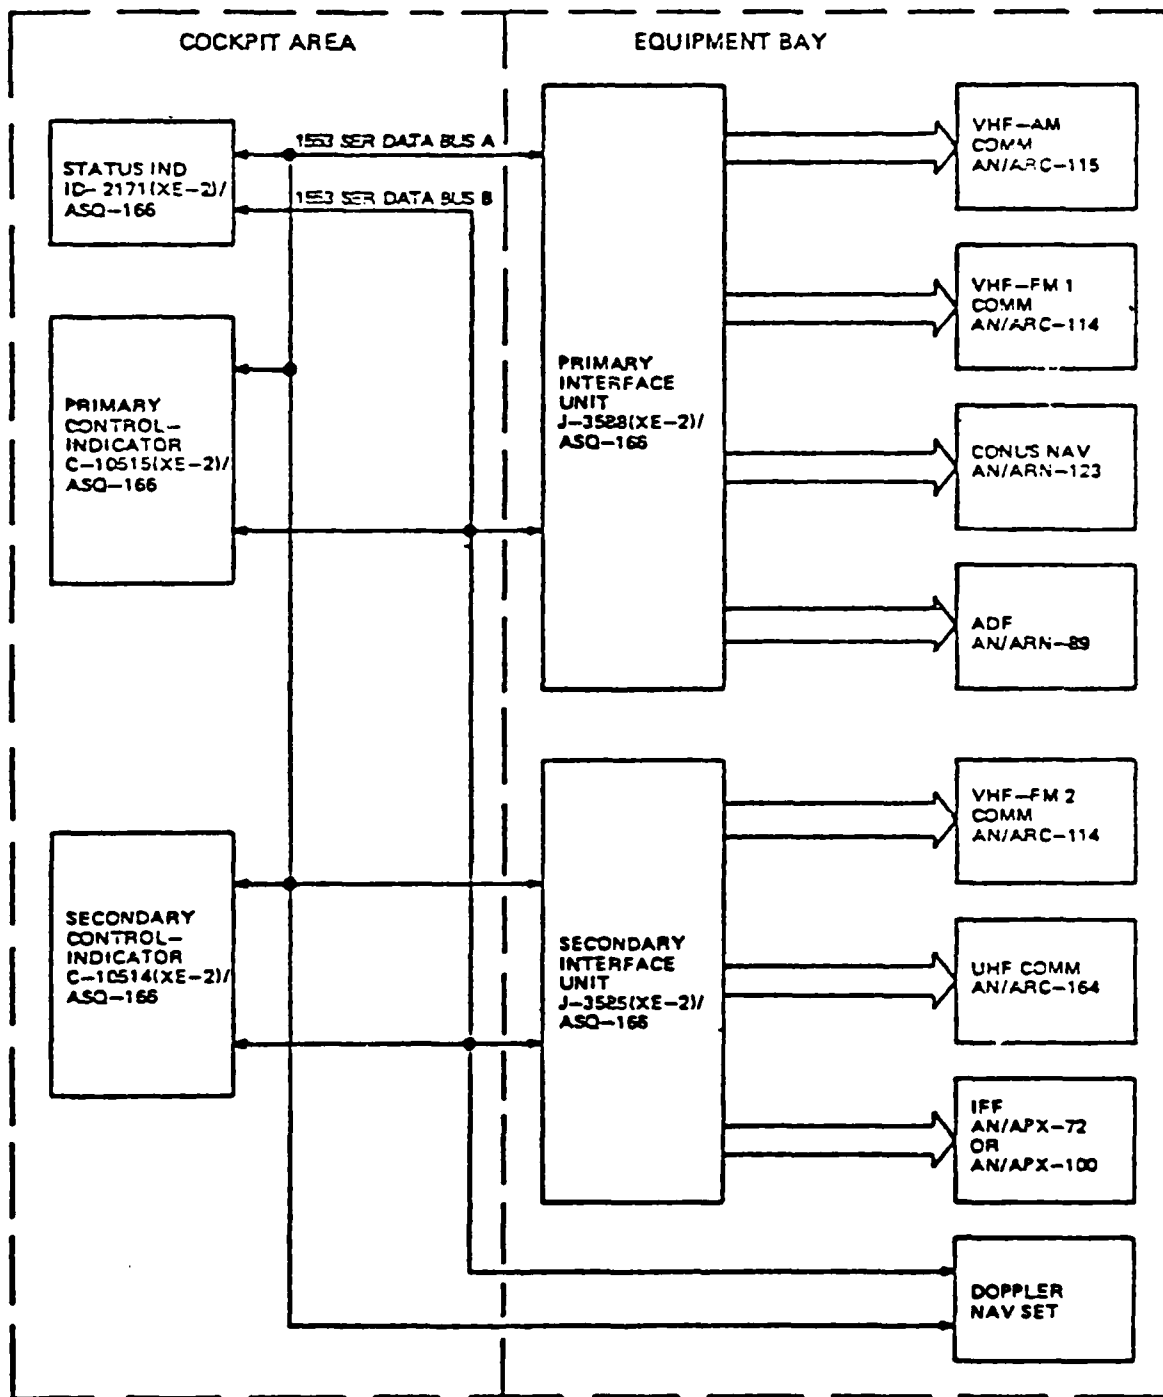 COCKPIT AREA
EQUIPMENT BAY
STATUS IND
ID-2171(XE-2)/
ASQ-166
1553 SER DATA BUS A
1553 SER DATA BUS B
PRIMARY
CONTROL-
INDICATOR
C-10515(XE-2)/
ASQ-166
SECONDARY
CONTROL-
INDICATOR
C-10514(XE-2)/
ASQ-166
PRIMARY
INTERFACE
UNIT
J-3588(XE-2)/
ASQ-166
SECONDARY
INTERFACE
UNIT
J-3585(XE-2)/
ASQ-166
VHF-AM
COMM
AN/ARC-115
VHF-FM 1
COMM
AN/ARC-114
CONUS NAV
AN/ARN-123
ADF
AN/ARN-89
VHF-FM 2
COMM
AN/ARC-114
UHF COMM
AN/ARC-164
IFF
AN/APX-72
OR
AN/APX-100
DOPPLER
NAV SET